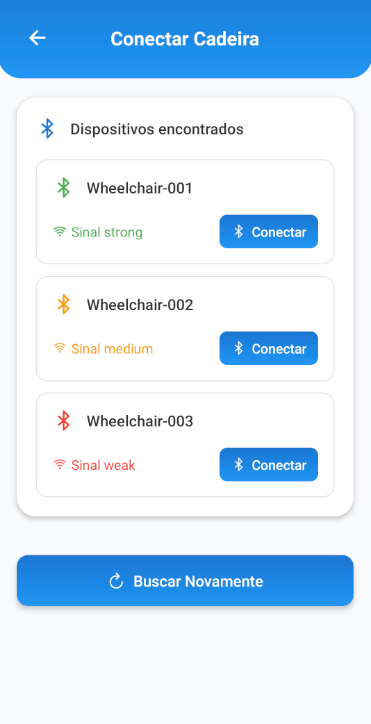 Conectar Cadeira
Dispositivos encontrados
Wheelchair-001
Sinal strong
Conectar
Wheelchair-002
Sinal medium
Conectar
Wheelchair-003
Sinal weak
Conectar
Buscar Novamente